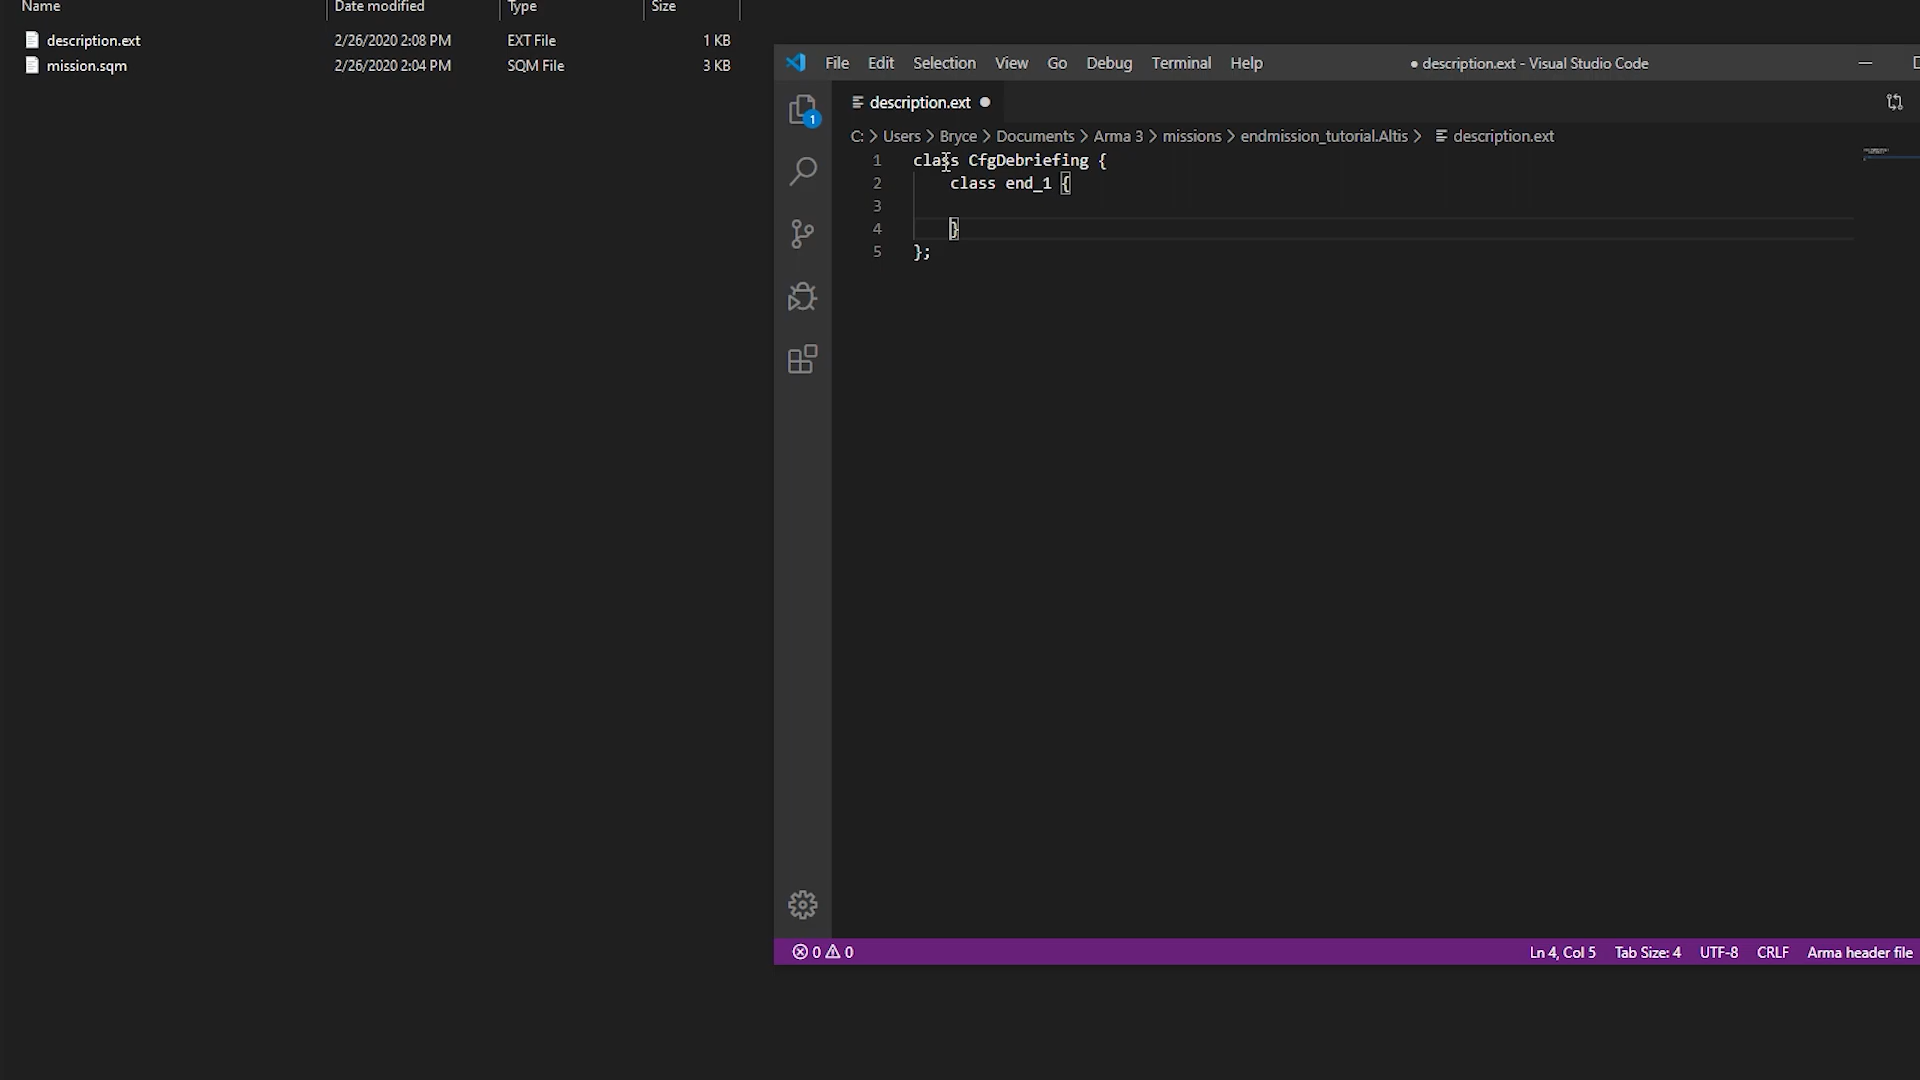 Name Date modified Type Size
description.ext 2/26/2020 2:08 PM EXT File 1 KB
mission.sqm 2/26/2020 2:04 PM SQM File 3 KB
File Edit Selection View Go Debug Terminal Help ● description.ext - Visual Studio Code
1
description.ext ●
C: > Users > Bryce > Documents > Arma 3 > missions > endmission_tutorial.Altis > description.ext
1 class CfgDebriefing {
2 class end_1 {
3
4 }
5 };
0 0 Ln 4, Col 5 Tab Size: 4 UTF-8 CRLF Arma header file